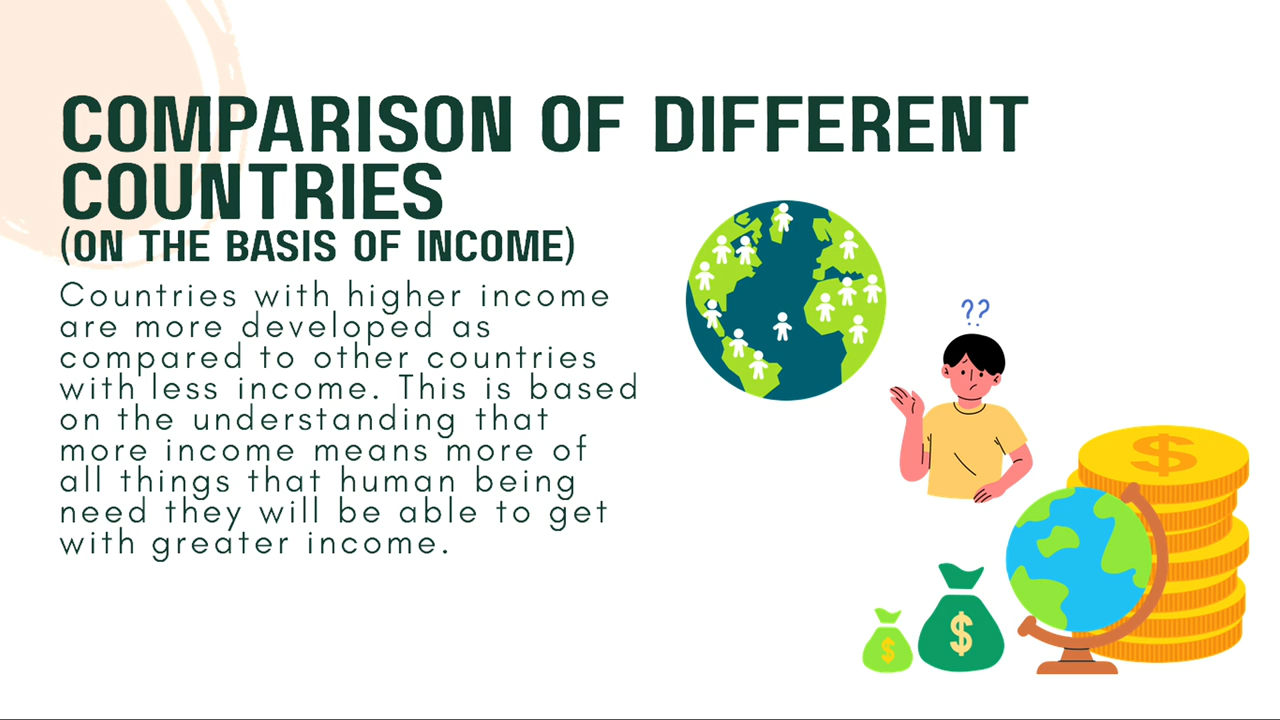 COMPARISON OF DIFFERENT
COUNTRIES
(ON THE BASIS OF INCOME)
Countries with higher income
are more developed as
compared to other countries
with less income. This is based
on the understanding that
more income means more of
all things that human being
need they will be able to get
with greater income.
??
$
$
$